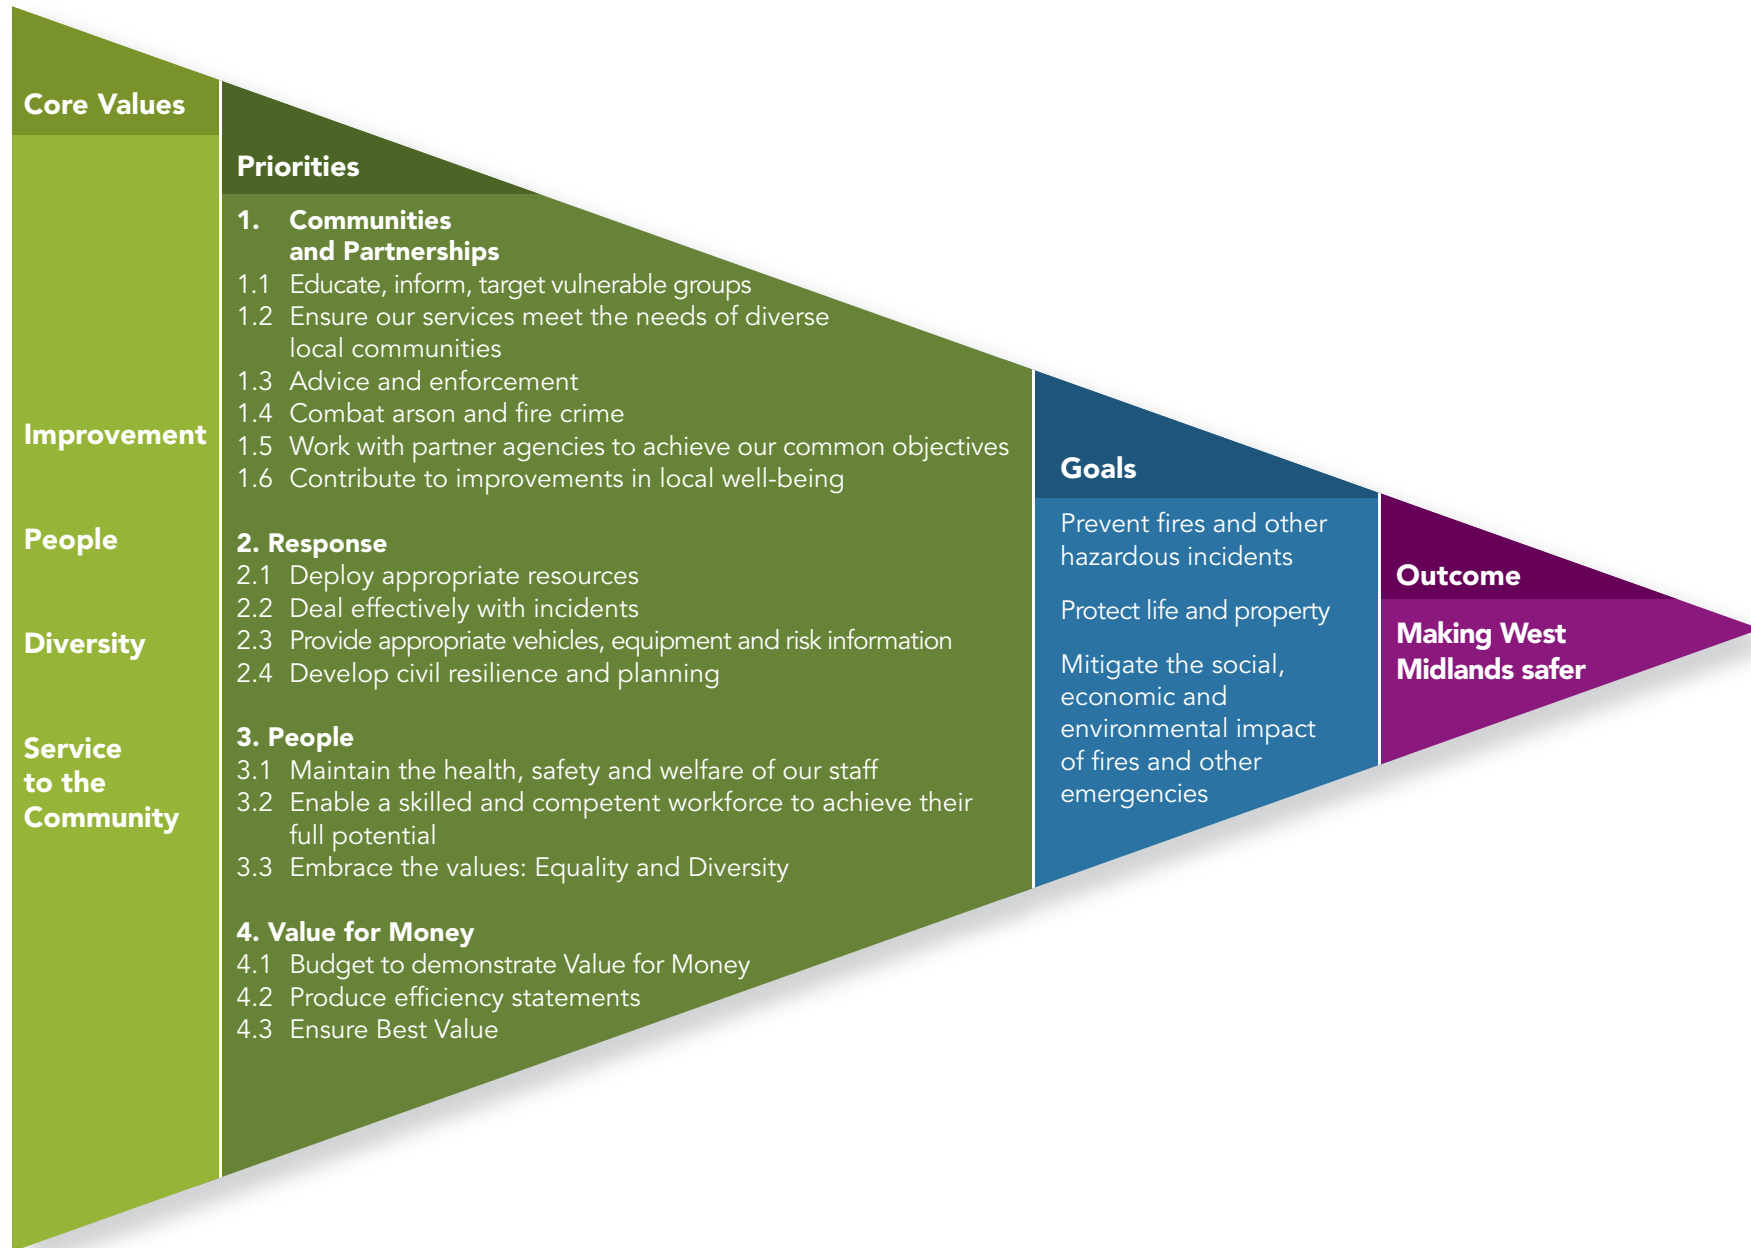 Core Values
Improvement
People
Diversity
Service
to the
Community
Priorities
1. Communities
and Partnerships
1.1 Educate, inform, target vulnerable groups
1.2 Ensure our services meet the needs of diverse
local communities
1.3 Advice and enforcement
1.4 Combat arson and fire crime
1.5 Work with partner agencies to achieve our common objectives
1.6 Contribute to improvements in local well-being
2. Response
2.1 Deploy appropriate resources
2.2 Deal effectively with incidents
2.3 Provide appropriate vehicles, equipment and risk information
2.4 Develop civil resilience and planning
3. People
3.1 Maintain the health, safety and welfare of our staff
3.2 Enable a skilled and competent workforce to achieve their
full potential
3.3 Embrace the values: Equality and Diversity
4. Value for Money
4.1 Budget to demonstrate Value for Money
4.2 Produce efficiency statements
4.3 Ensure Best Value
Goals
Prevent fires and other
hazardous incidents
Protect life and property
Mitigate the social,
economic and
environmental impact
of fires and other
emergencies
Outcome
Making West
Midlands safer